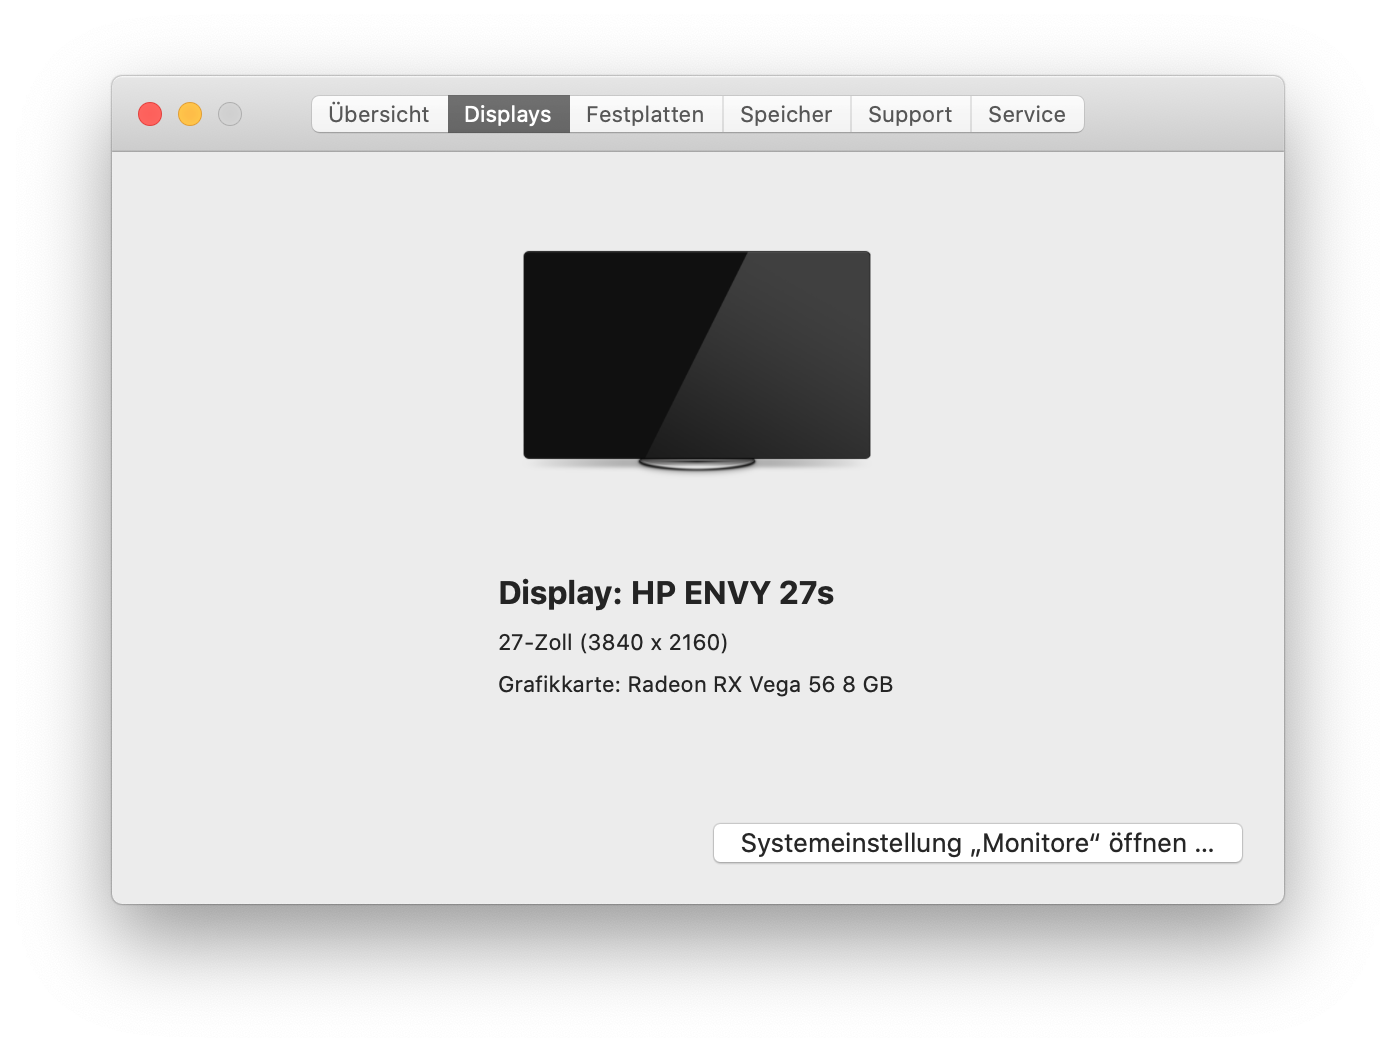 Übersicht Displays Festplatten Speicher Support Service
Display: HP ENVY 27s
27-Zoll (3840 x 2160)
Grafikkarte: Radeon RX Vega 56 8 GB
Systemeinstellung „Monitore“ öffnen ...